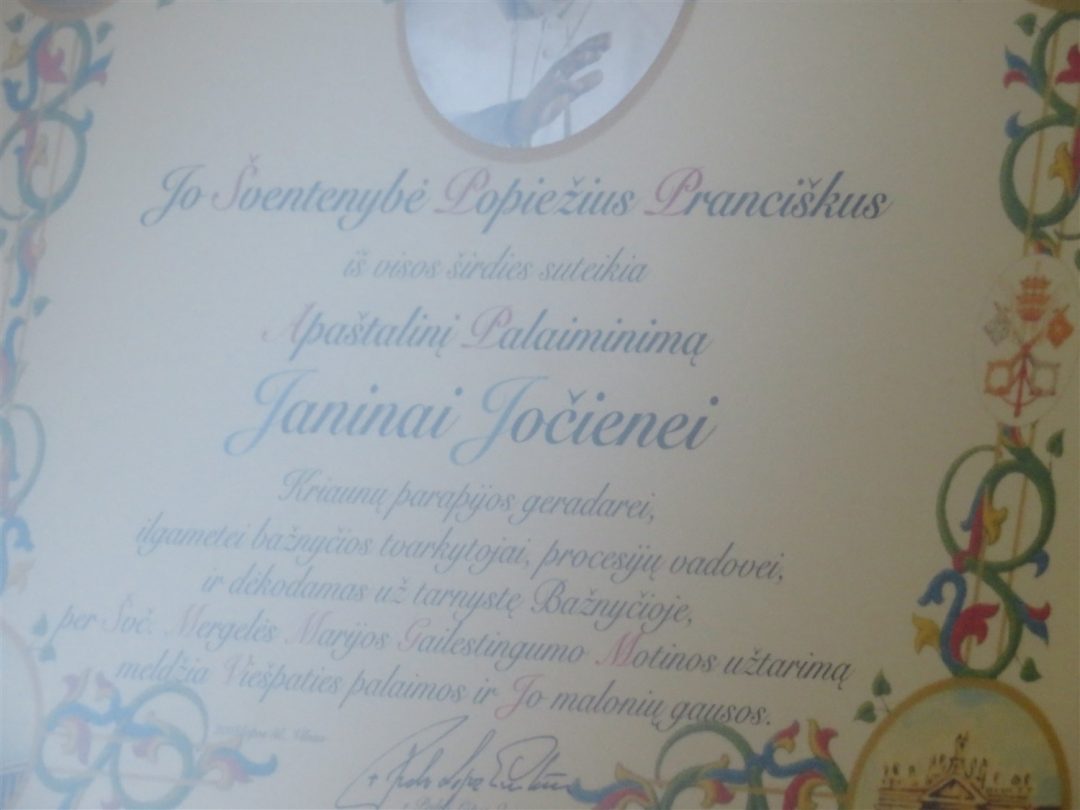 Jo Šventenybė Popiežius Pranciškus
iš visos širdies suteikia
Apaštalinį Palaiminimą
Janinai Jočienei
Kriaunų parapijos geradarei,
ilgametei bažnyčios tvarkytojai, procesijų vadovei,
ir dėkodamas už tarnystę Bažnyčioje,
per Švč. Mergelės Marijos Gailestingumo Motinos užtarimą
meldžia Viešpaties palaimos ir Jo malonių gausos.
Vilnius